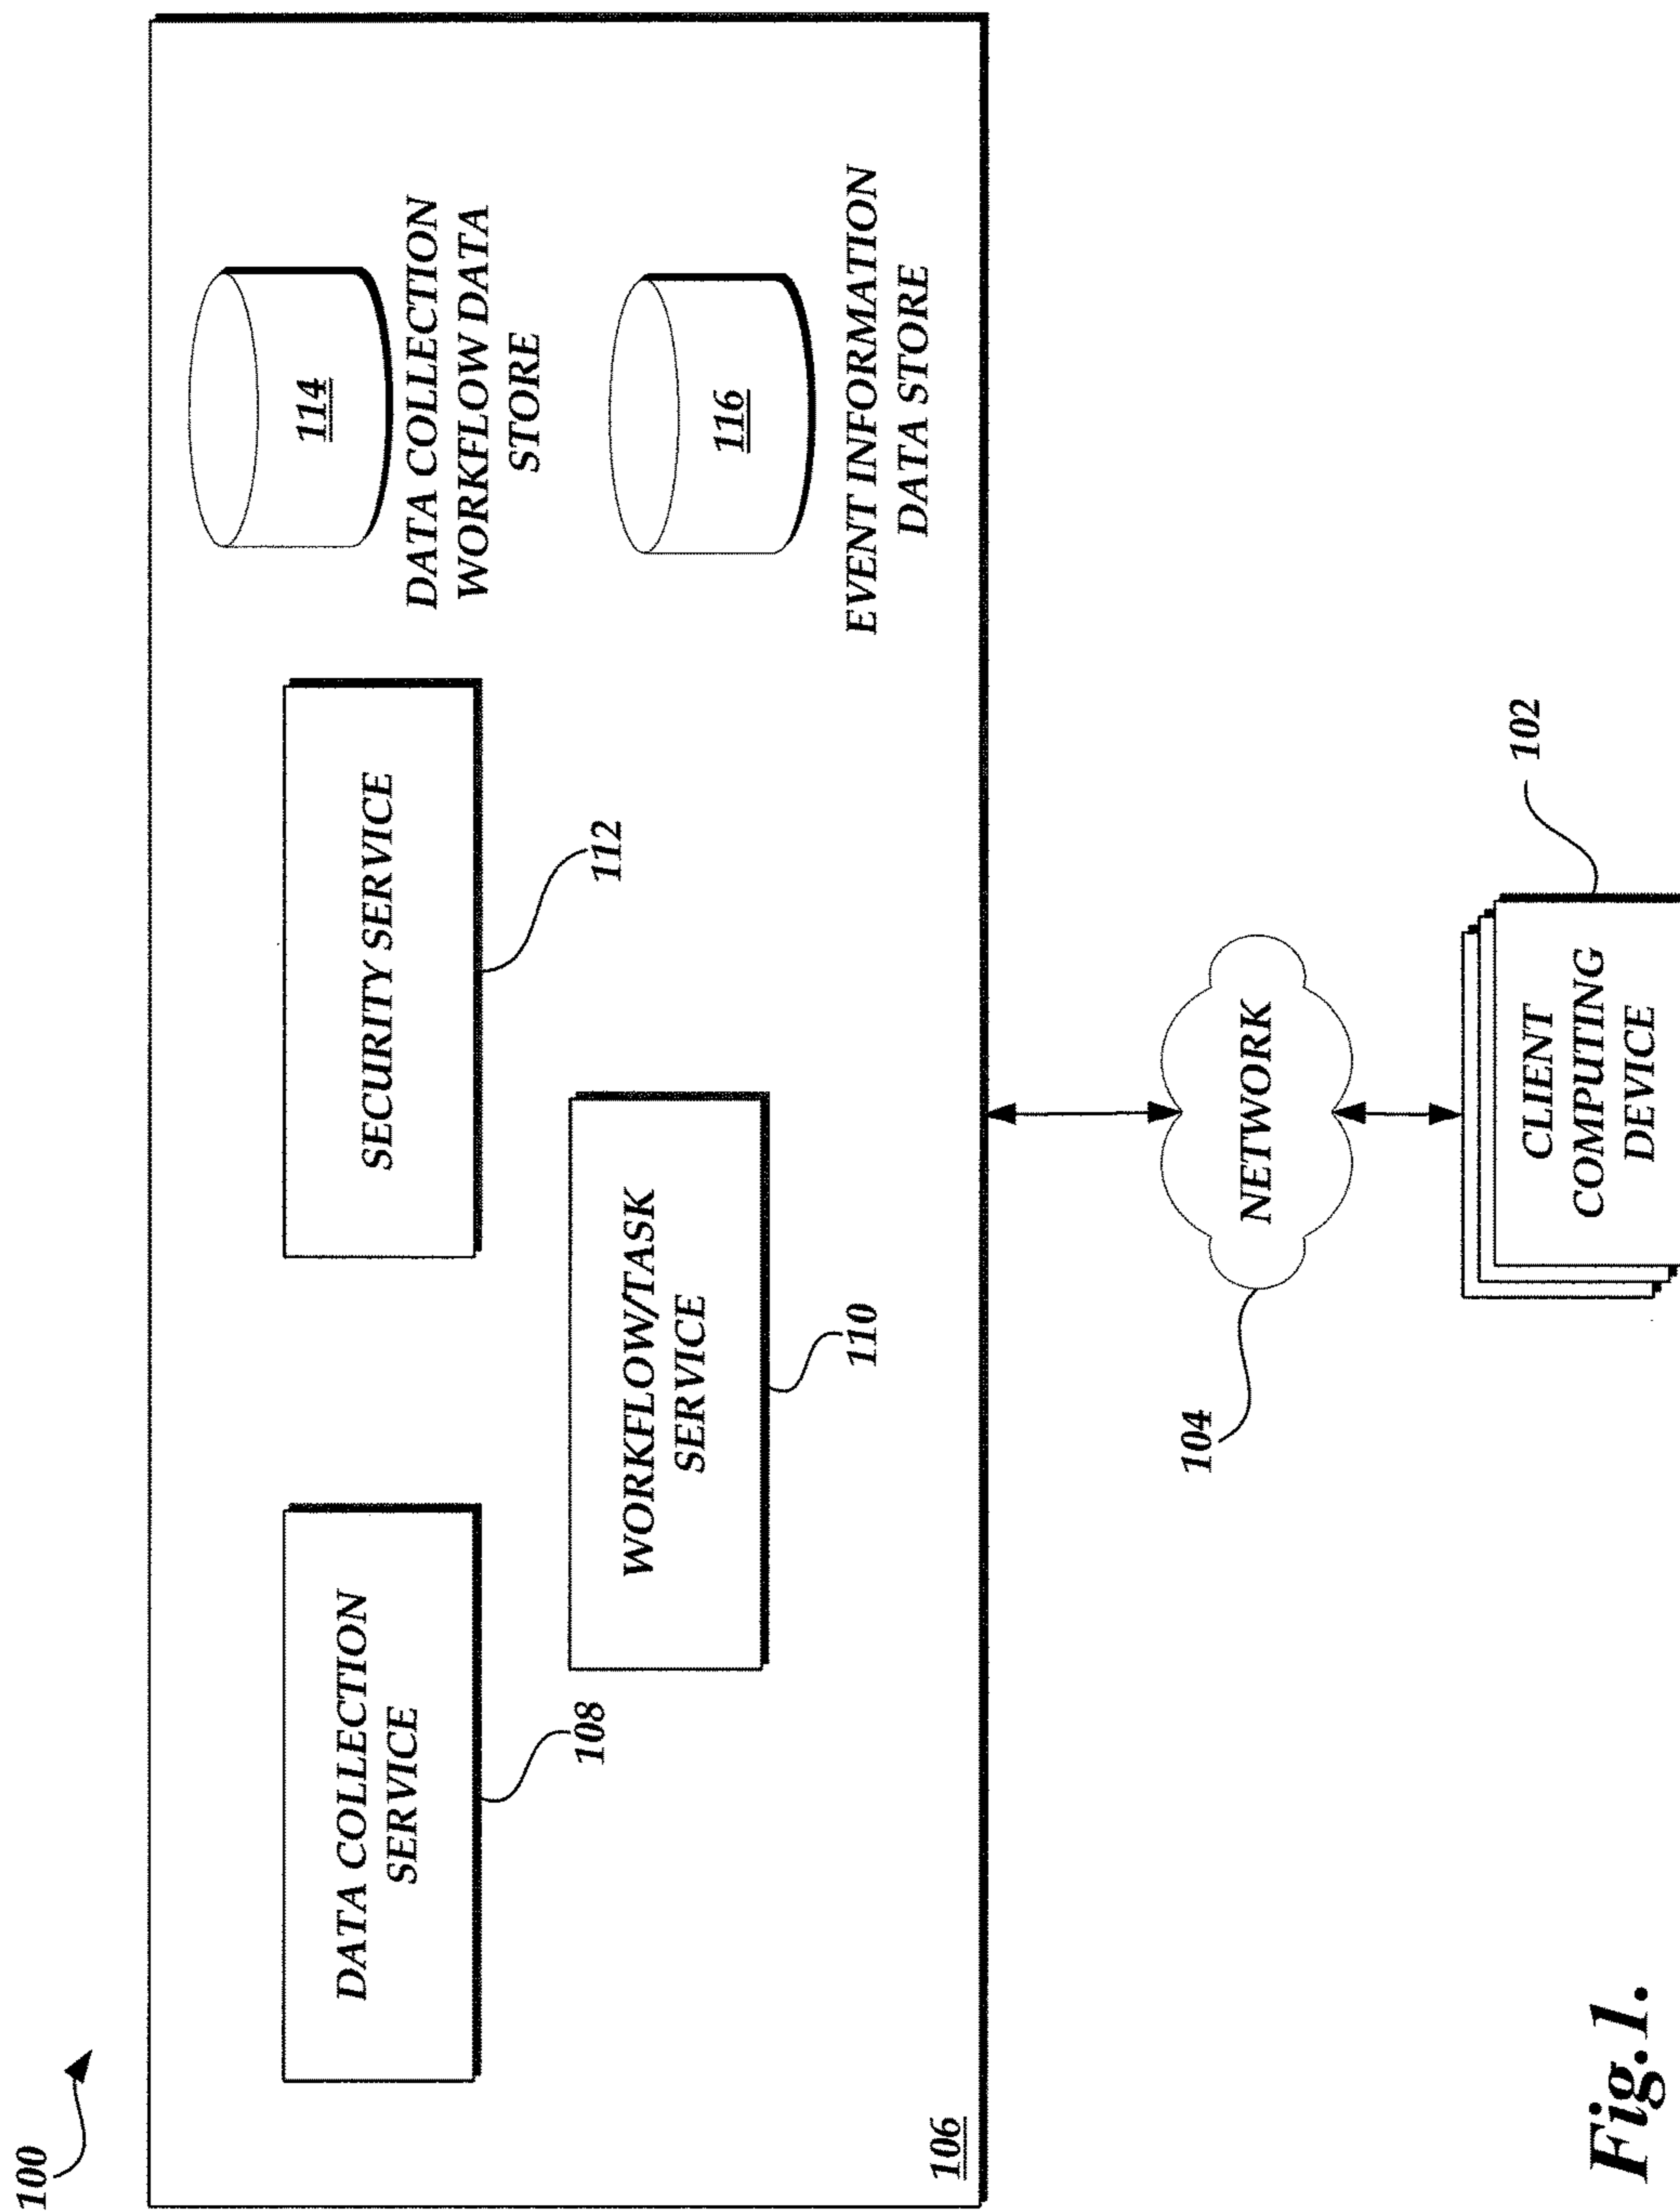 100
DATA COLLECTION
SERVICE
108
WORKFLOW/TASK
SERVICE
110
SECURITY SERVICE
112
114
DATA COLLECTION
WORKFLOW DATA
STORE
116
EVENT INFORMATION
DATA STORE
106
104
NETWORK
CLIENT
COMPUTING
DEVICE
102
Fig.1.